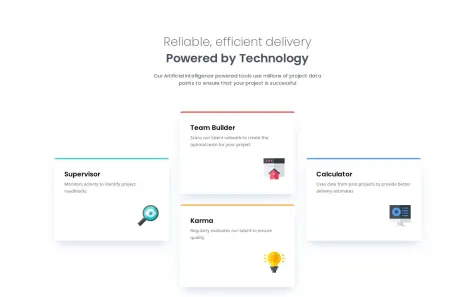 Reliable, efficient delivery
Powered by Technology
Our Artificial Intelligence powered tools use millions of project data
points to ensure that your project is successful
Team Builder
Scans our talent network to create the
optimal team for your project
Supervisor
Monitors activity to identify project
roadblocks
Calculator
Uses data from past projects to provide better
delivery estimates
Karma
Regularly evaluates our talent to ensure
quality